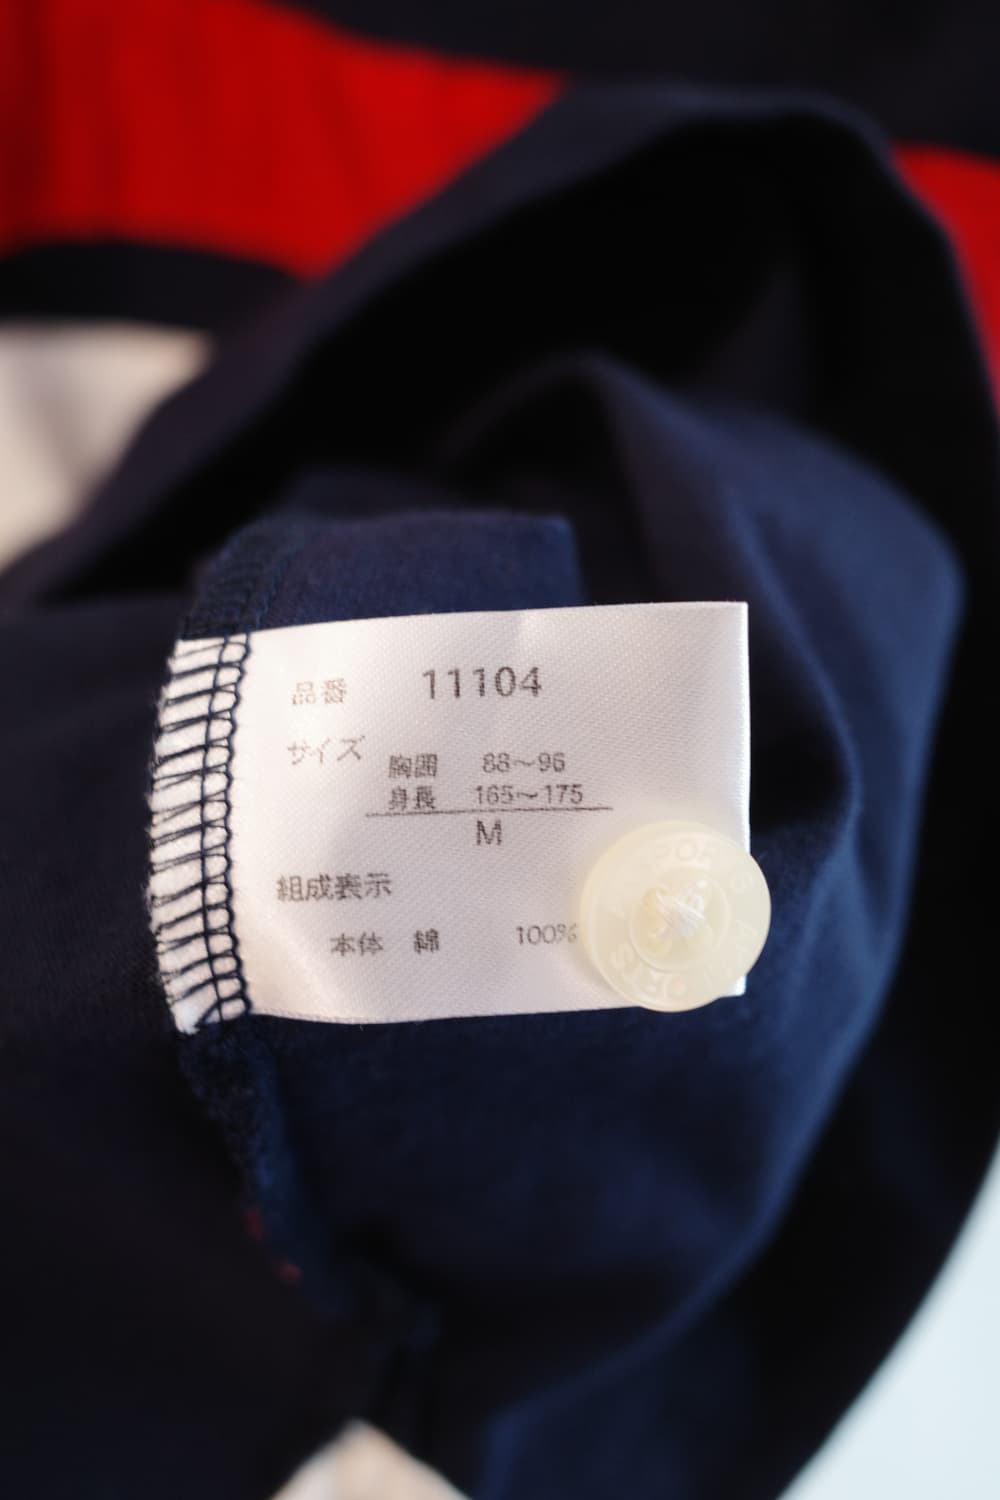 品番 11104
サイズ
胸囲 88〜96
身長 165〜175
M
組成表示
本体 綿 100%